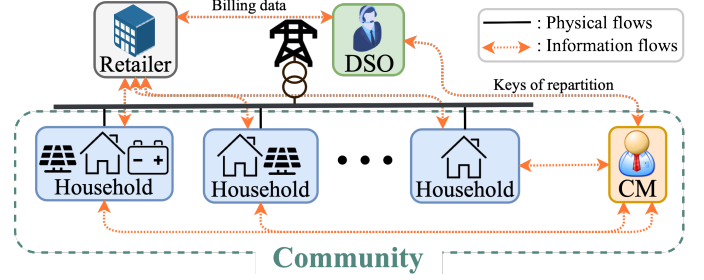 Billing data
: Physical flows
: Information flows
Retailer
DSO
Keys of repartition
Household
Household
Household
CM
Community